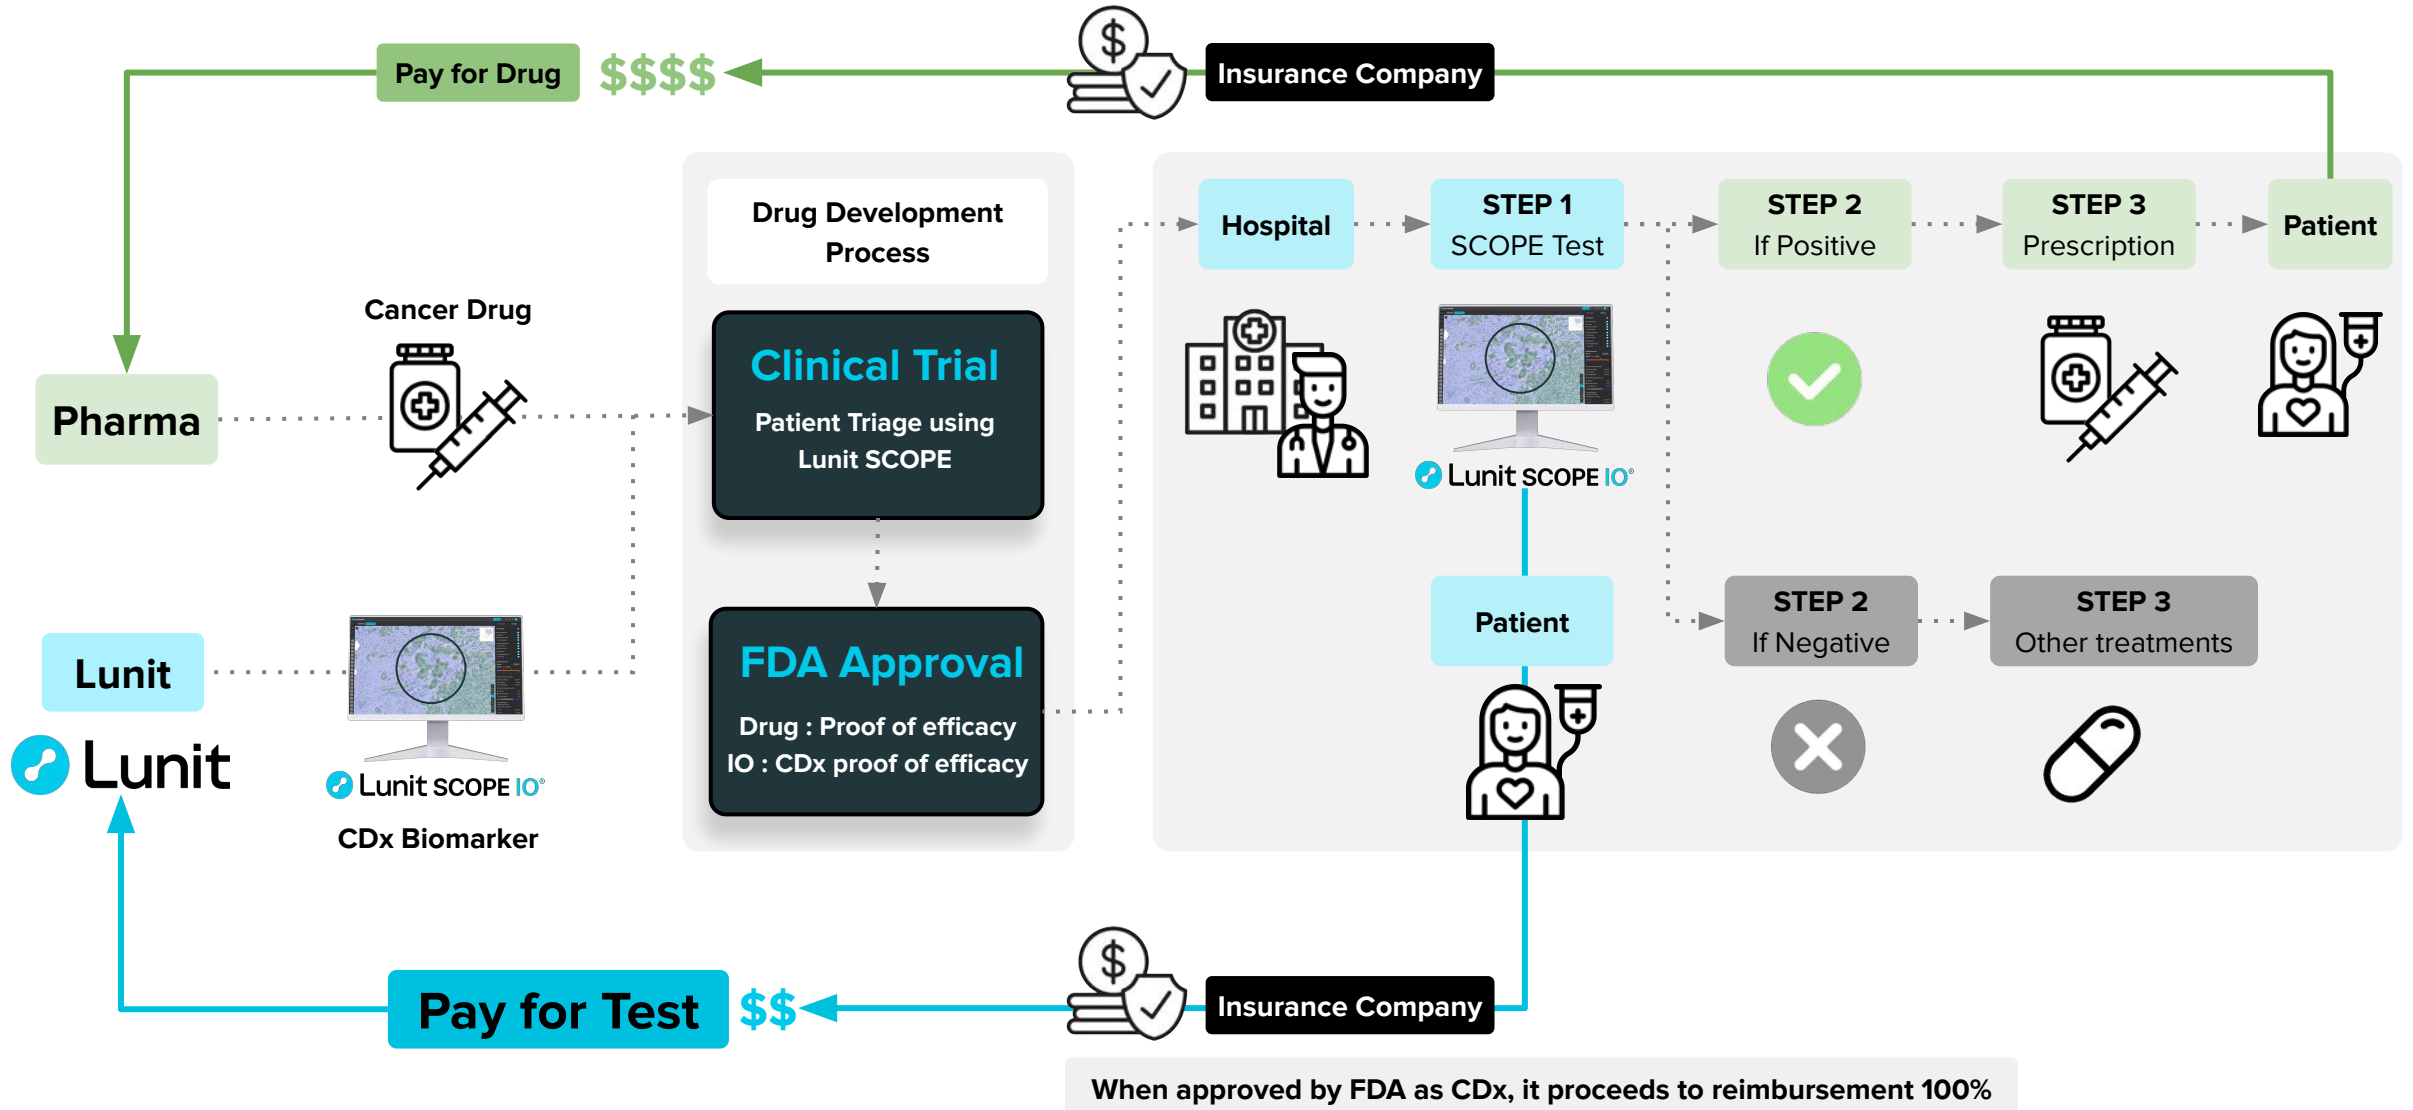 Pay for Drug $$$$
Insurance Company
Drug Development
Process
Hospital
STEP 1
SCOPE Test
STEP 2
If Positive
STEP 3
Prescription
Patient
Cancer Drug
Pharma
Clinical Trial
Patient Triage using
Lunit SCOPE
Lunit SCOPE IO®
Patient
STEP 2
If Negative
STEP 3
Other treatments
Lunit
Lunit
Lunit SCOPE IO®
CDx Biomarker
FDA Approval
Drug : Proof of efficacy
IO : CDx proof of efficacy
Pay for Test $$
Insurance Company
When approved by FDA as CDx, it proceeds to reimbursement 100%